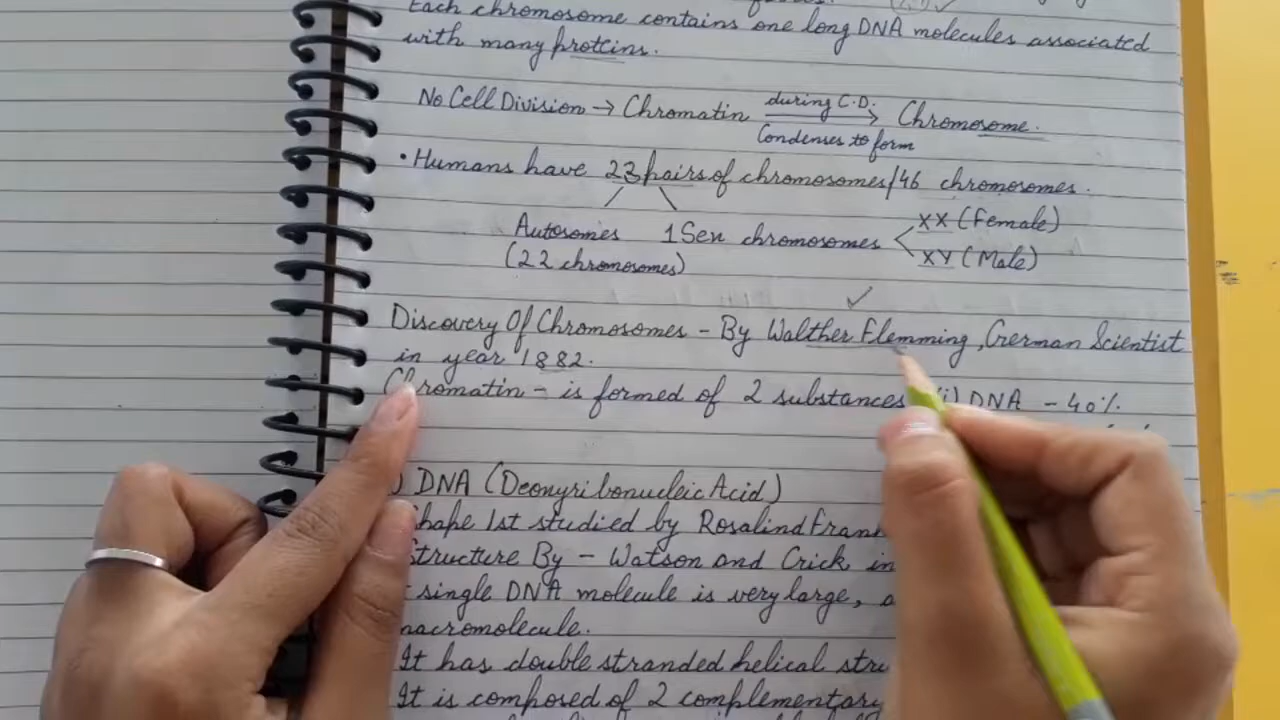 Each chromosome contains one long DNA molecules associated
with many proteins.
No Cell Division → Chromatin during C.D. → Chromosome.
Condenses to form
• Humans have 23 pairs of chromosomes/46 chromosomes.
Autosomes 1 Sex chromosomes XX (Female)
(22 chromosomes) XY (Male)
Discovery Of Chromosomes - By Walther Flemming, German Scientist
in year 1882.
Chromatin - is formed of 2 substances (i) DNA - 40%
DNA (Deoxyribonucleic Acid)
Shape 1st studied by Rosalind
Structure By - Watson and Crick in
single DNA molecule is very large,
macromolecule.
It has double stranded helical
It is composed of 2 complementary